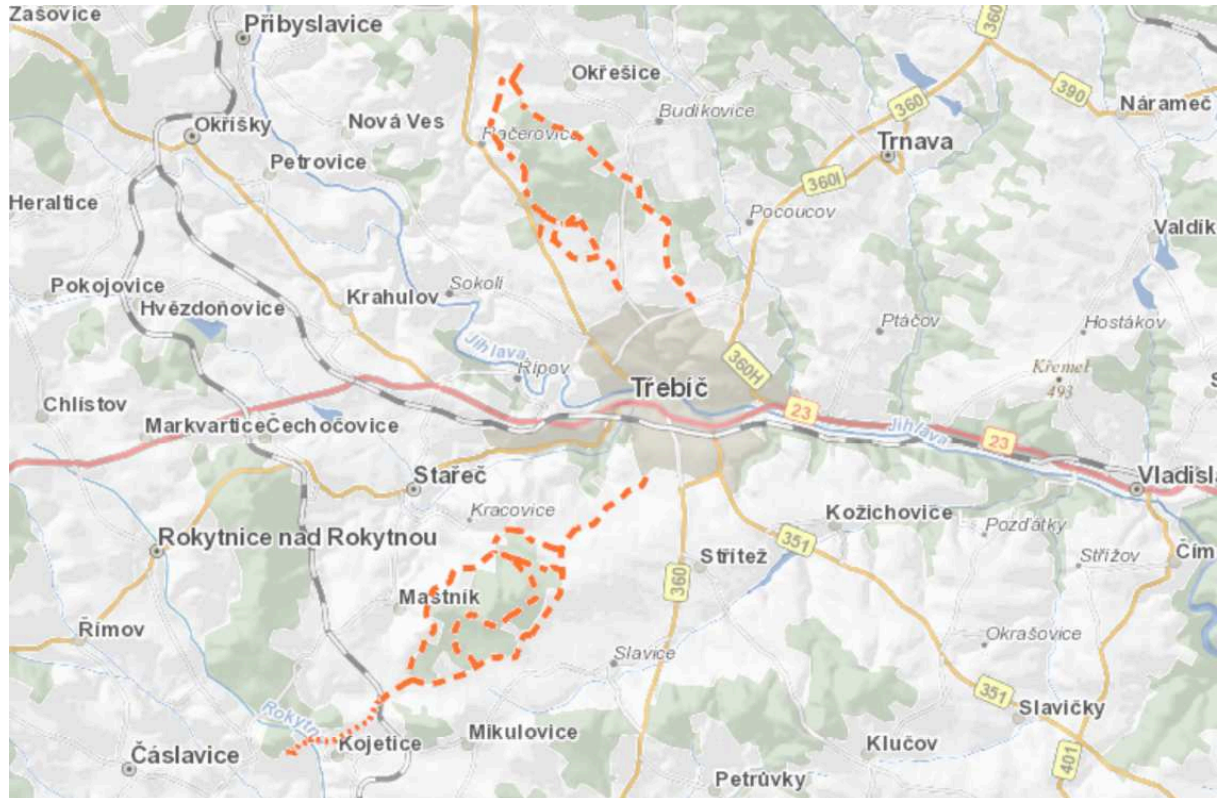 Zašovice
Přibyslavice
360
Okřešice
360
390
Nárameč
Budíkovice
Okříšky
Nová Ves
Račerovice
Trnava
Petrovice
360I
Heraltice
Pocoucov
Valdík
Pokojovice
Sokolí
Hvězdoňovice
Krahulov
Ptáčov
Hostákov
Jihlava
360H
Řípov
Třebíč
Křemel
493
Chlístov
23
Markvartice
Čechočovice
Jihlava
23
Stařeč
Vladisla
Kracovice
Kožichovice
Pozďátky
Rokytnice nad Rokytnou
351
Střítež
Střížov
Čím
360
Mastník
Římov
Okrašovice
Slavice
351
Rokytn
Slavičky
Mikulovice
Kojetice
Klučov
Čáslavice
401
Petrůvky